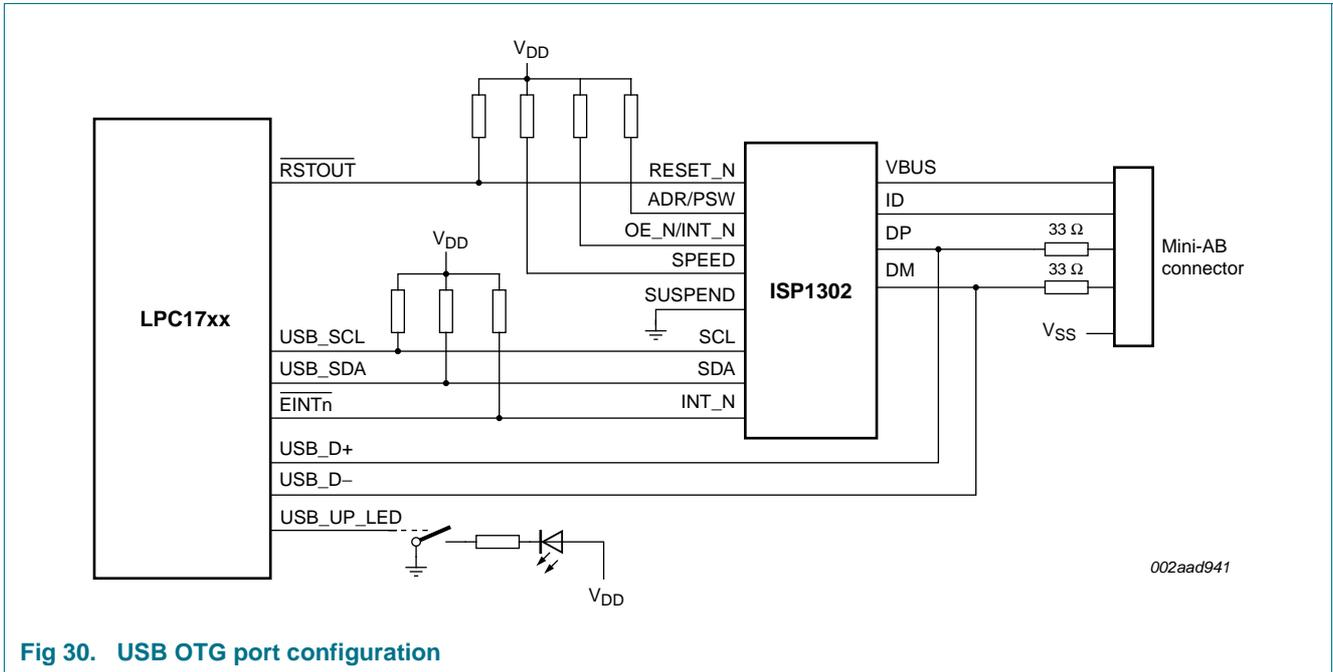 VDD
RSTOUT
RESET_N
VBUS
ADR/PSW
ID
OE_N/INT_N
DP
33 Ω
VDD
SPEED
DM
33 Ω
Mini-AB
connector
SUSPEND
ISP1302
LPC17xx
VSS
USB_SCL
SCL
USB_SDA
SDA
EINTn
INT_N
USB_D+
USB_D−
USB_UP_LED
VDD
002aad941
Fig 30. USB OTG port configuration